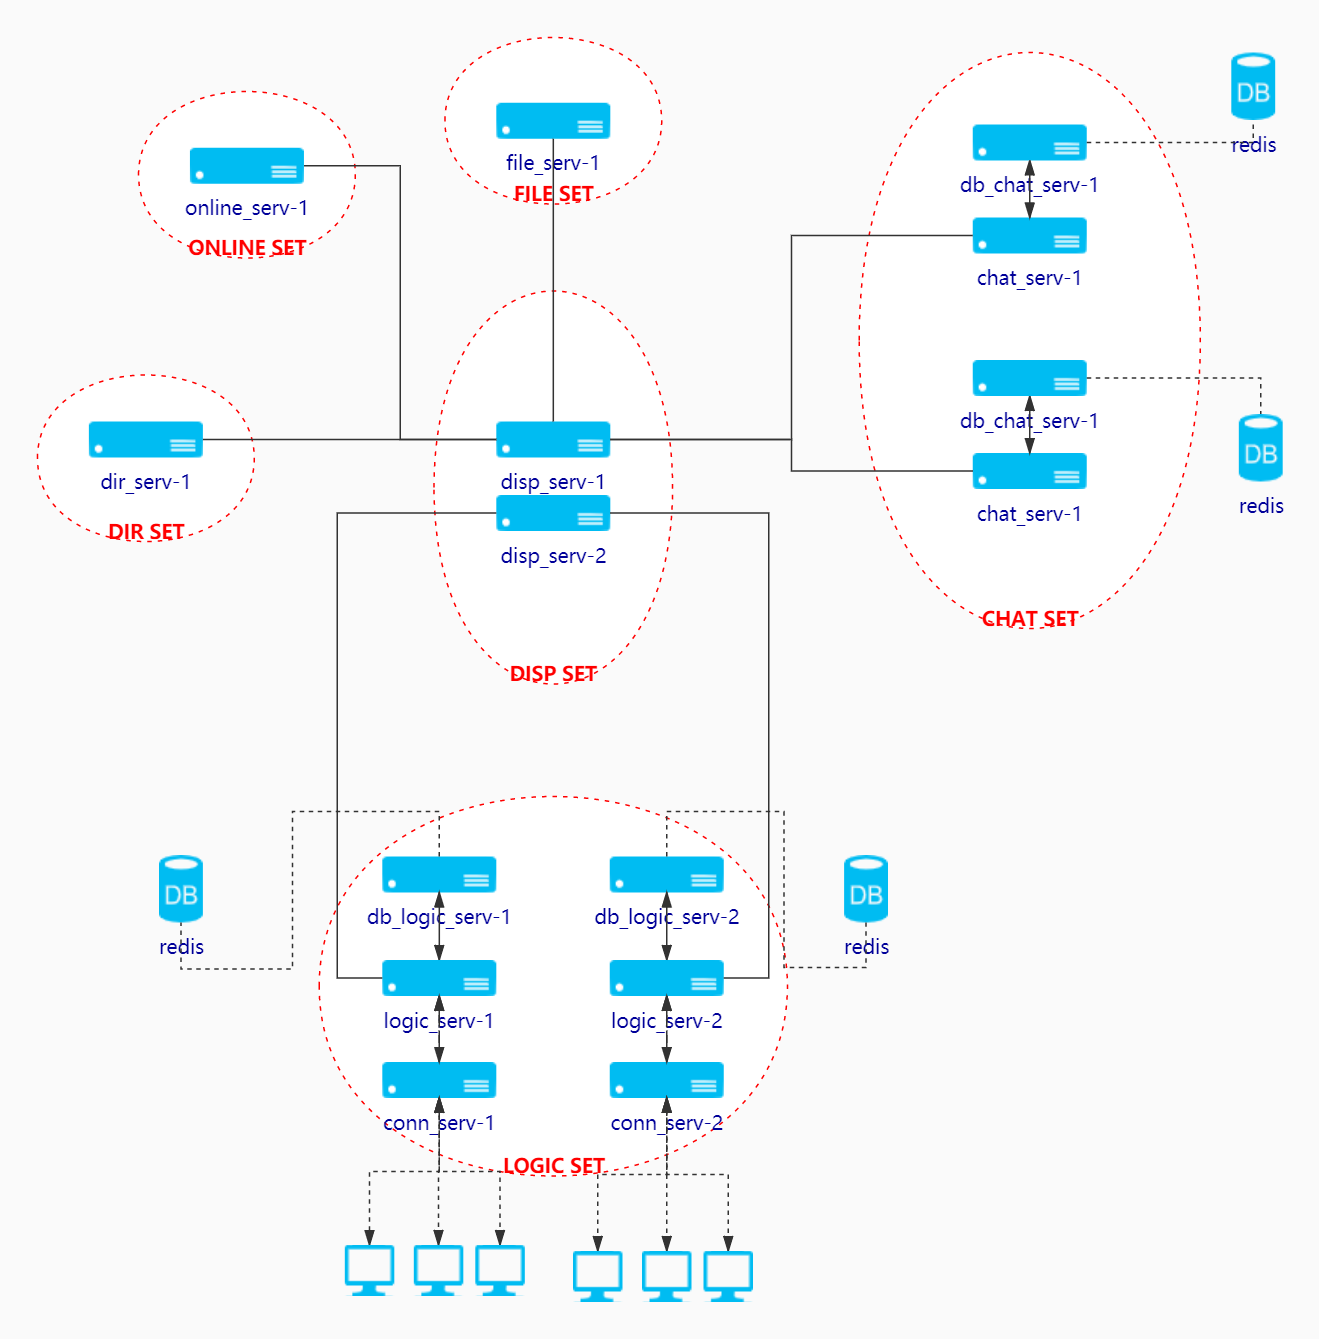 DB
redis
file_serv-1
FILE SET
online_serv-1
ONLINE SET
db_chat_serv-1
chat_serv-1
db_chat_serv-1
chat_serv-1
CHAT SET
DB
redis
dir_serv-1
DIR SET
disp_serv-1
disp_serv-2
DISP SET
DB
redis
db_logic_serv-1
db_logic_serv-2
DB
redis
logic_serv-1
logic_serv-2
conn_serv-1
conn_serv-2
LOGIC SET